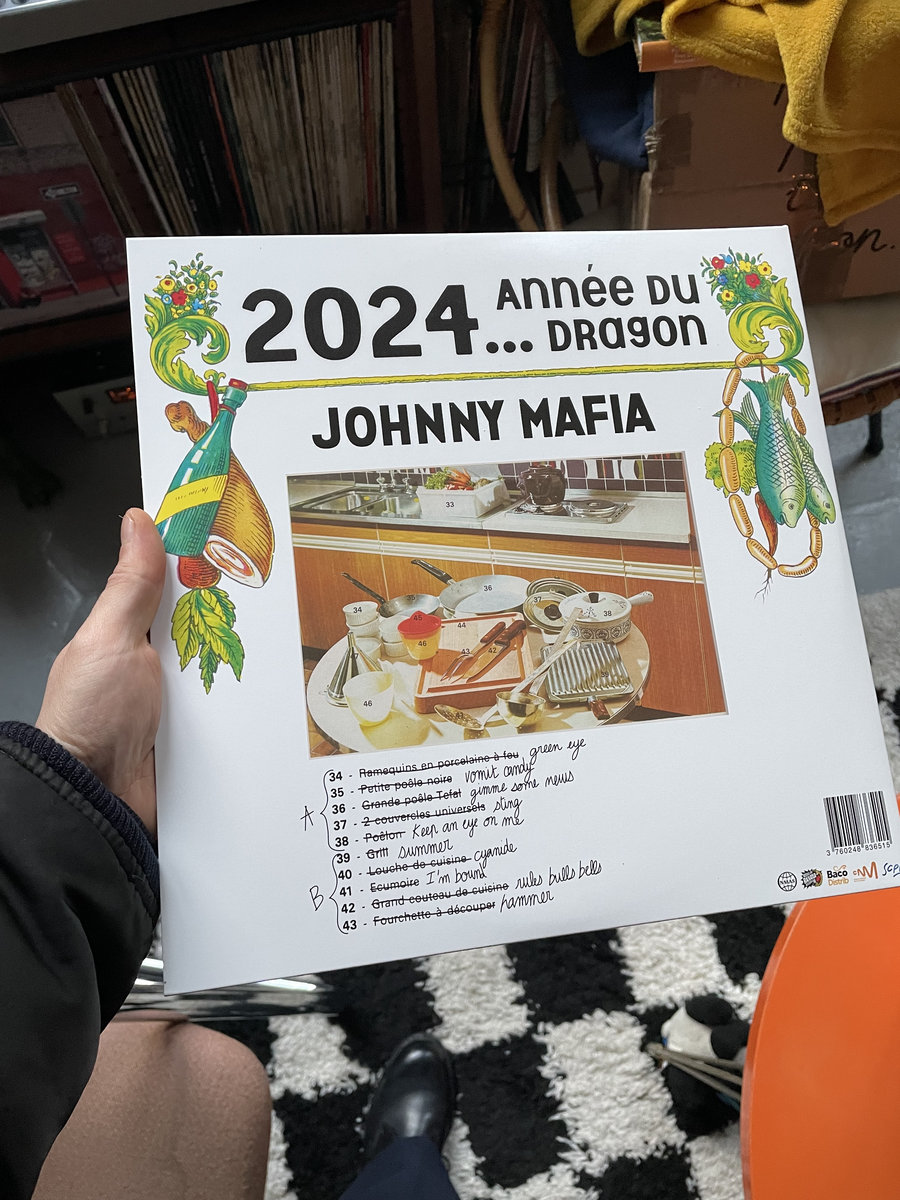 2024... Année du Dragon
JOHNNY MAFIA
33
34
35
36
37
38
45
44
46
43
42
46
A
34 - Ramequins en porcelaine à feu green eye
35 - Petite poêle noire vomit candy
36 - Grande poêle Tefal gimme some news
37 - 2 couvercles universels sting
38 - Poêlon Keep an eye on me
B
39 - Grill summer
40 - Louche de cuisine cyanide
41 - Ecumoire I'm bound
42 - Grand couteau de cuisine rules bulls bells
43 - Fourchette à découper hammer
3 760248 836515
Baco
Distrib